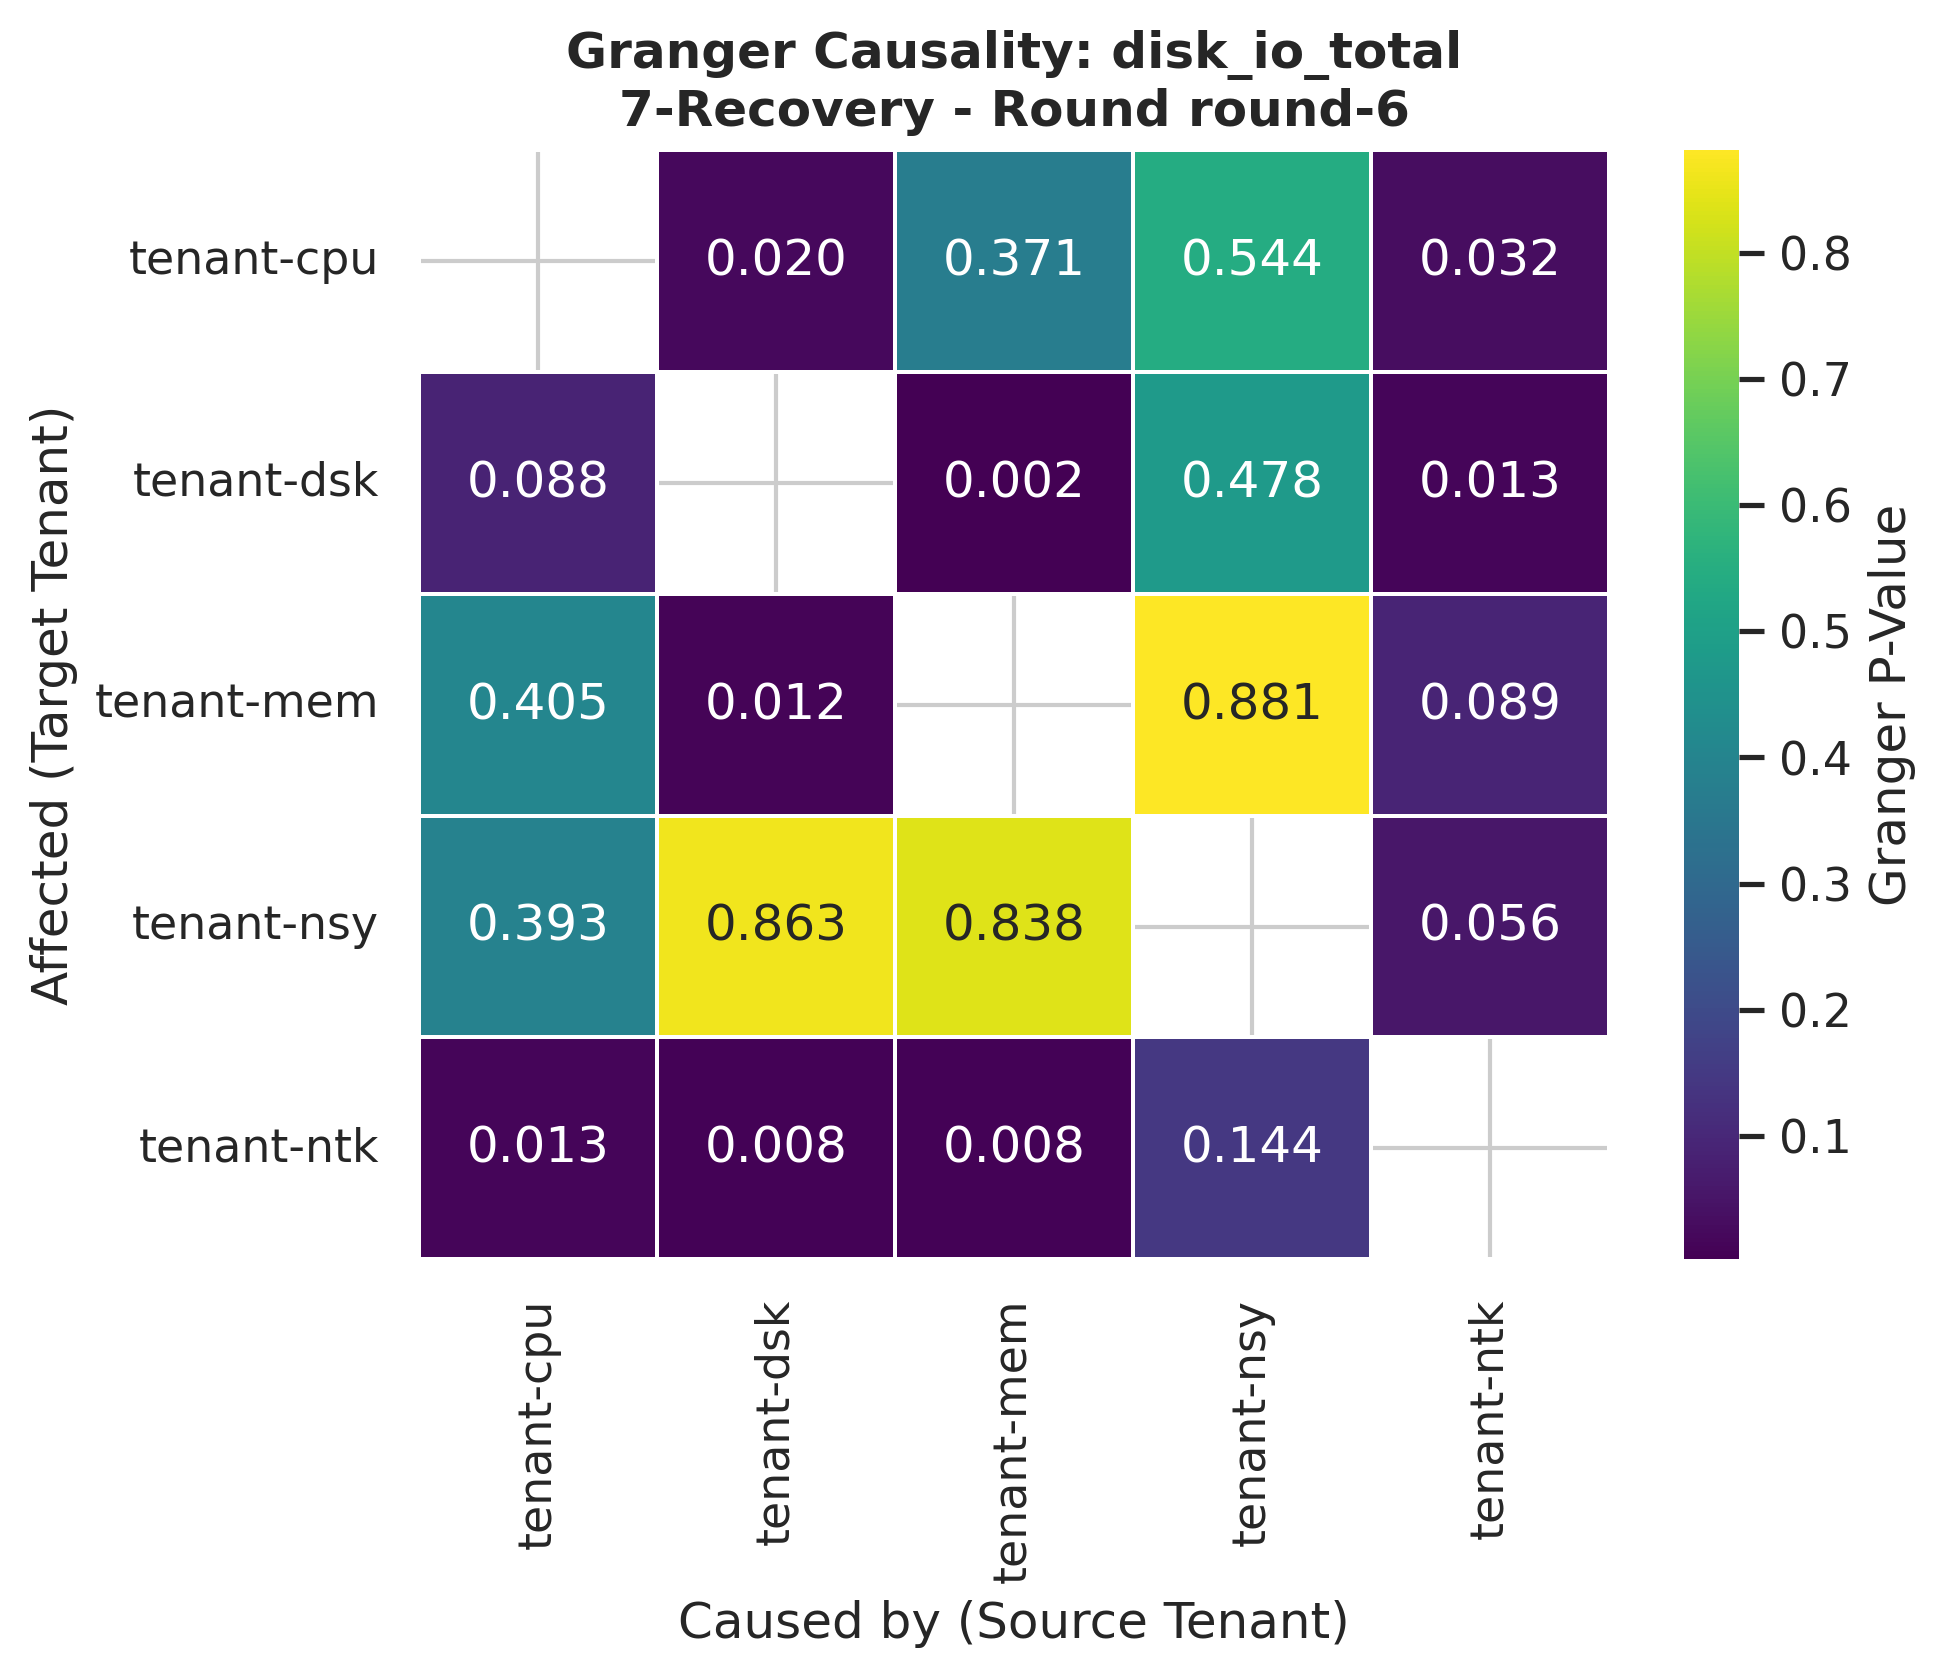 Granger Causality: disk_io_total
7-Recovery - Round round-6
tenant-cpu 0.020 0.371 0.544 0.032
tenant-dsk 0.088 0.002 0.478 0.013
tenant-mem 0.405 0.012 0.881 0.089
tenant-nsy 0.393 0.863 0.838 0.056
tenant-ntk 0.013 0.008 0.008 0.144
Affected (Target Tenant)
tenant-cpu
tenant-dsk
tenant-mem
tenant-nsy
tenant-ntk
Caused by (Source Tenant)
0.8
0.7
0.6
0.5
0.4
0.3
0.2
0.1
Granger P-Value